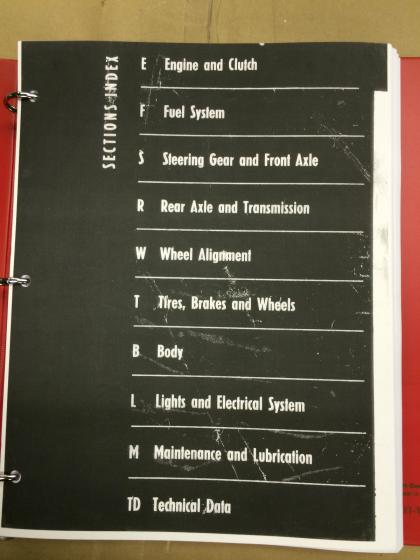 SECTIONS INDEX
E Engine and Clutch
F Fuel System
S Steering Gear and Front Axle
R Rear Axle and Transmission
W Wheel Alignment
T Tires, Brakes and Wheels
B Body
L Lights and Electrical System
M Maintenance and Lubrication
TD Technical Data